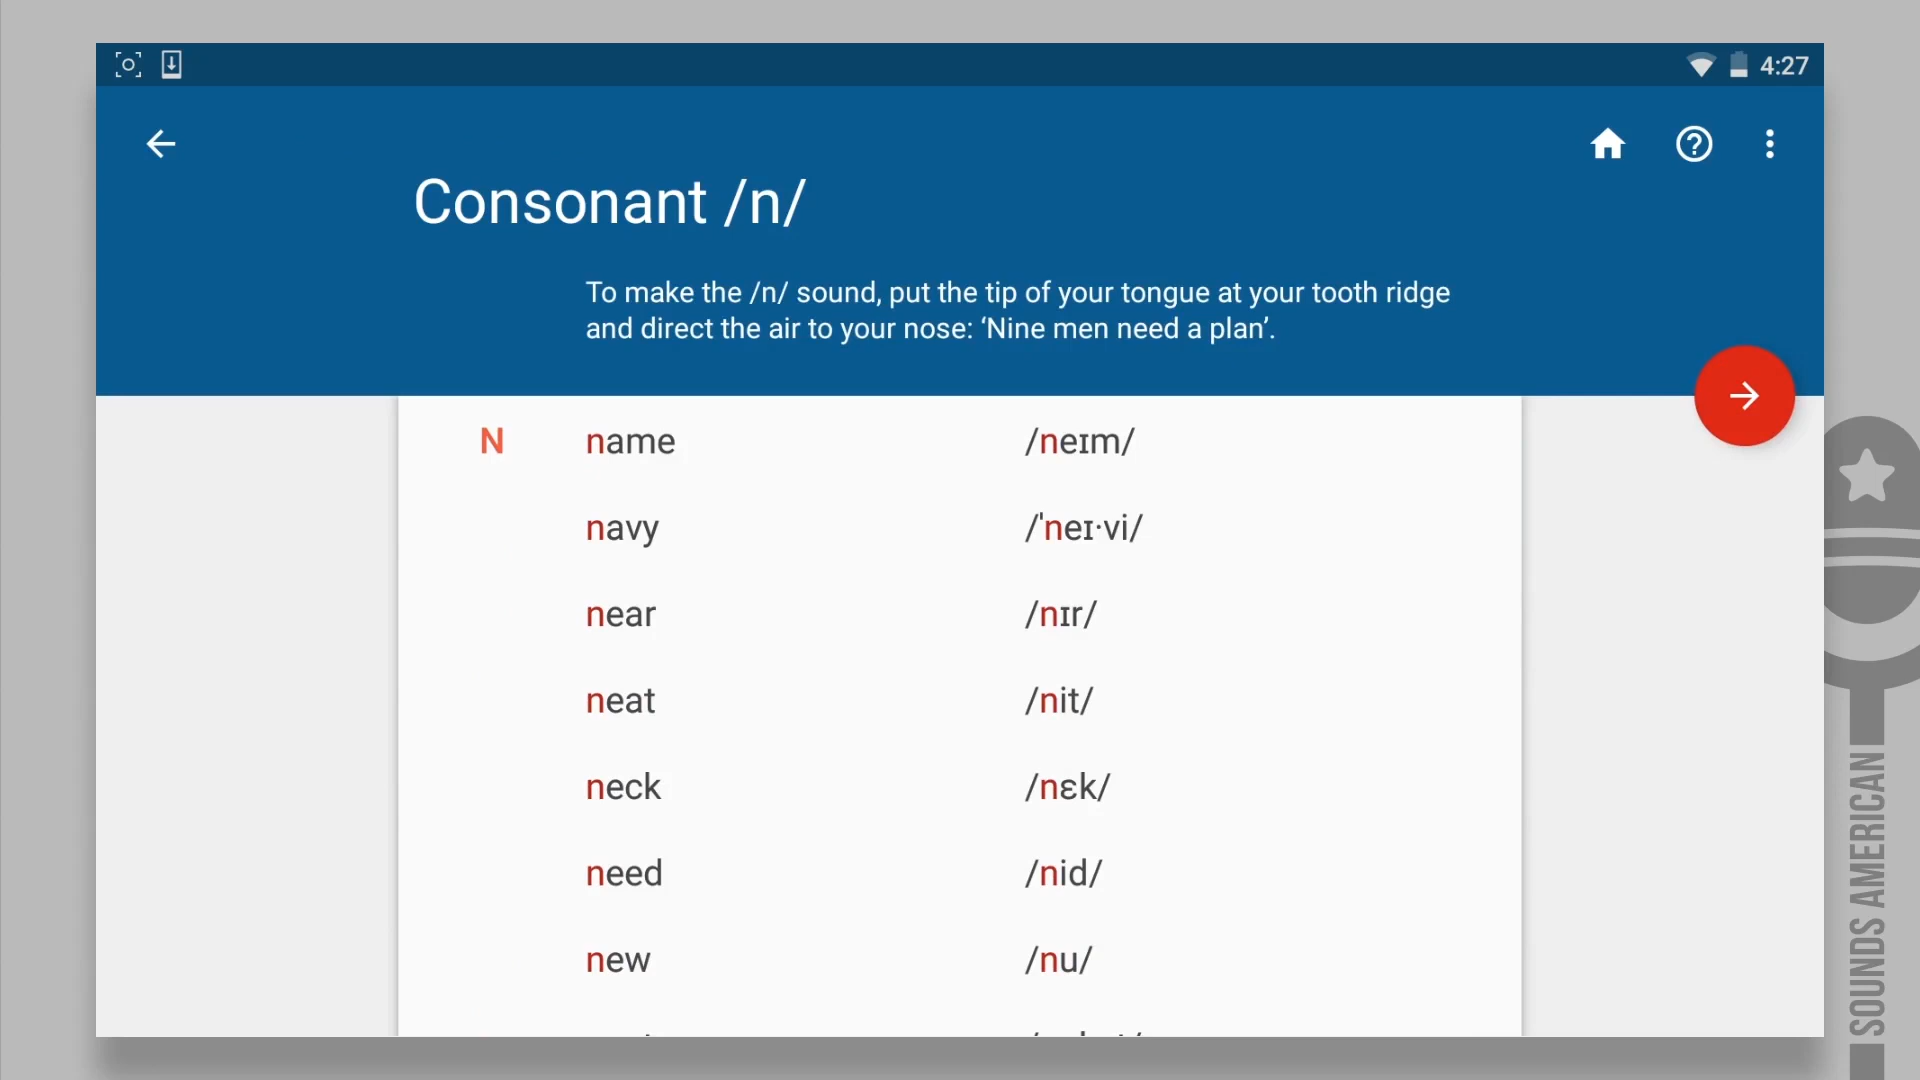 4:27
Consonant /n/
To make the /n/ sound, put the tip of your tongue at your tooth ridge
and direct the air to your nose: ‘Nine men need a plan’.
N name /neɪm/
navy /ˈneɪ·vi/
near /nɪr/
neat /nit/
neck /nɛk/
need /nid/
new /nu/
SOUNDS AMERICAN